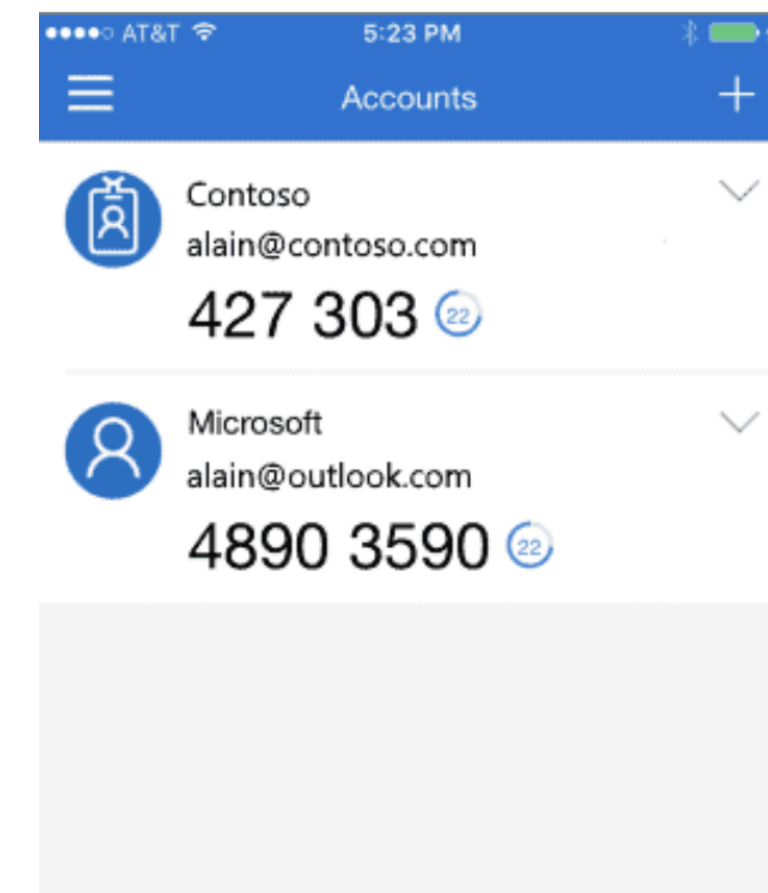 AT&T 5:23 PM
Accounts
Contoso
alain@contoso.com
427 303 22
Microsoft
alain@outlook.com
4890 3590 22